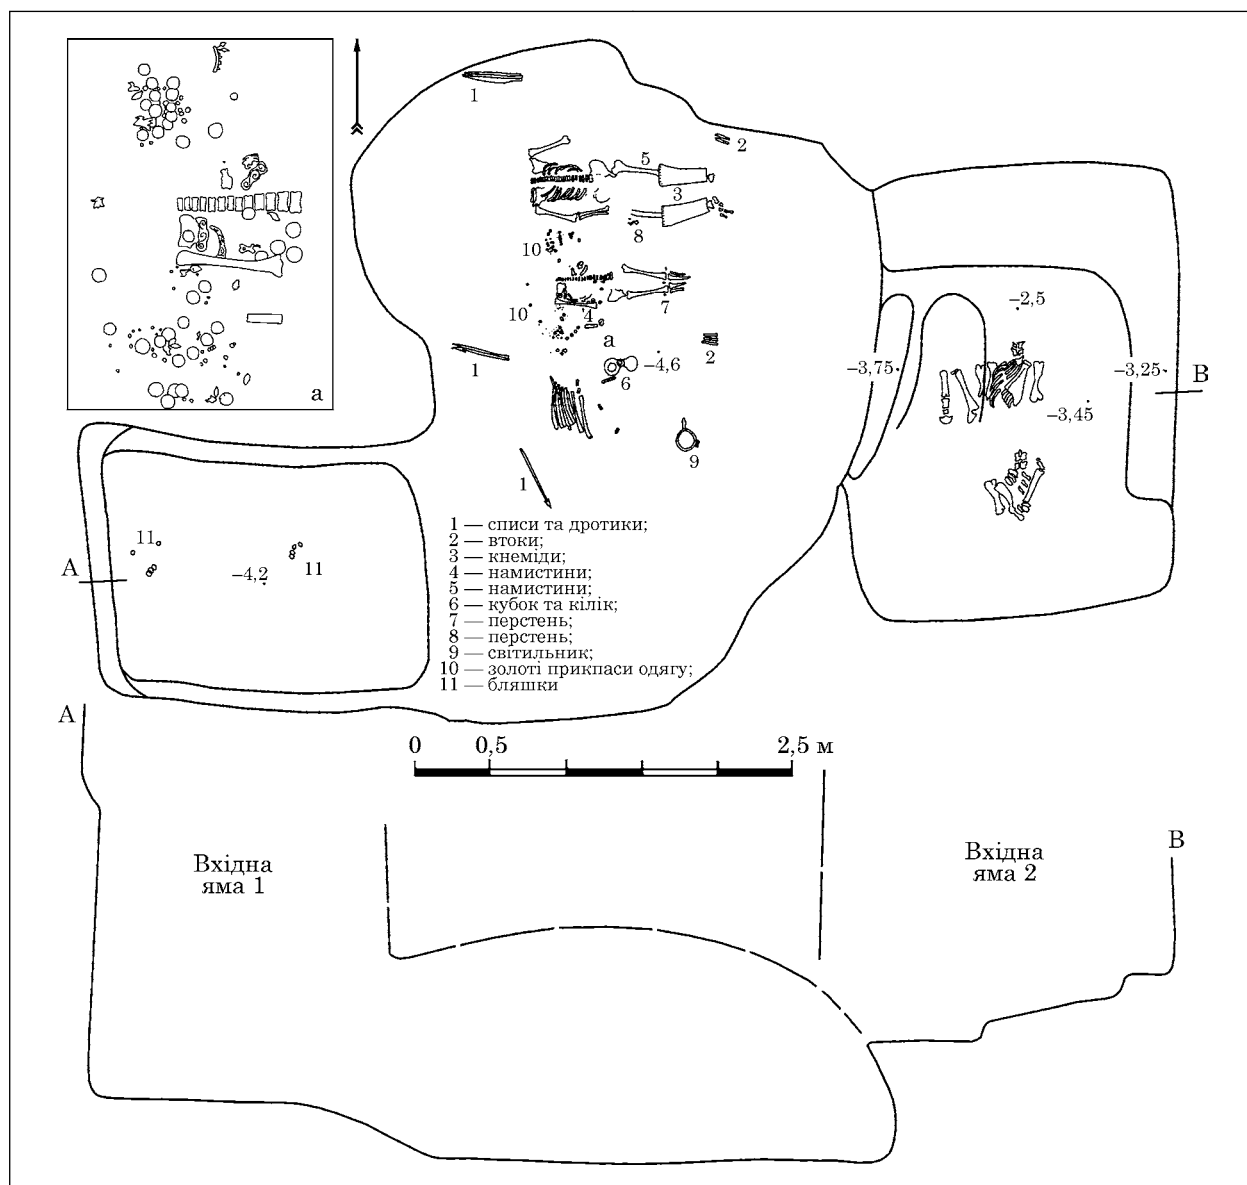 1
2
5
3
8
10
10
4
7
а
1
2
6
–4,6
9
1
–2,5
–3,75
–3,25
–3,45
В
а
А
11
–4,2
11
1 — списи та дротики;
2 — втоки;
3 — кнеміди;
4 — намистини;
5 — намистини;
6 — кубок та кілік;
7 — перстень;
8 — перстень;
9 — світильник;
10 — золоті прикпаси одягу;
11 — бляшки
А
0 0,5 2,5 м
Вхідна
яма 1
Вхідна
яма 2
В